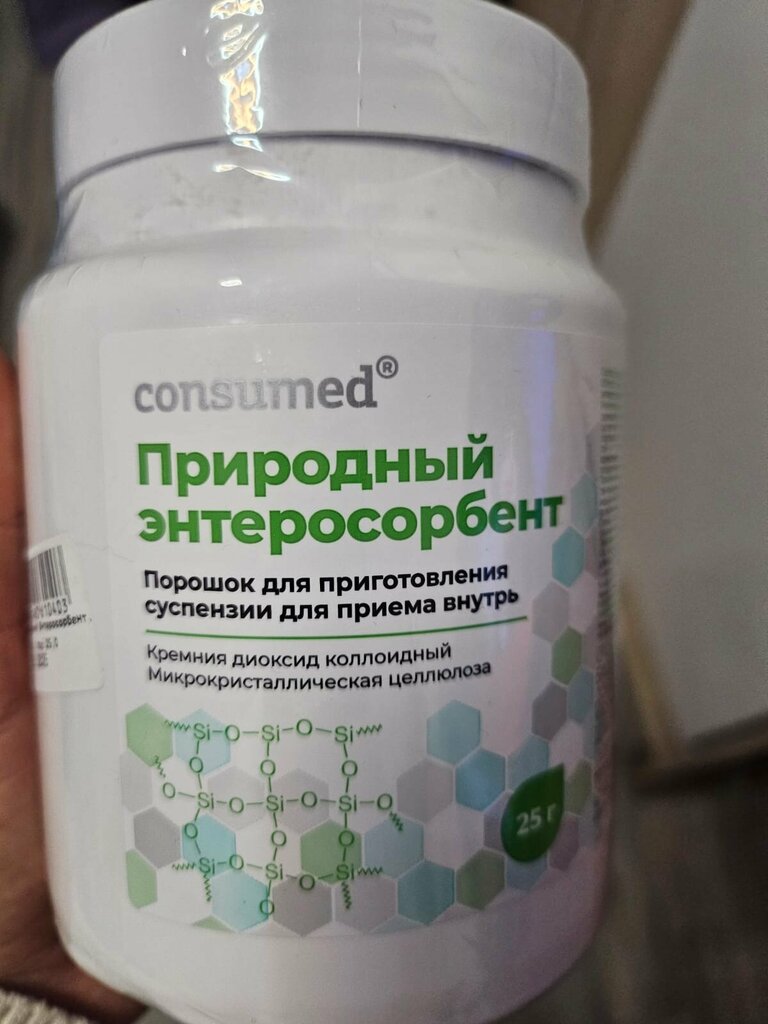 consumed®
Природный
энтеросорбент
Порошок для приготовления
суспензии для приема внутрь
Кремния диоксид коллоидный
Микрокристаллическая целлюлоза
Si-O-Si-O-Si
O O O
O-Si-O-Si-O-Si-O
O O O
Si-O-Si-O-Si
O
25 г
Энтеросорбент